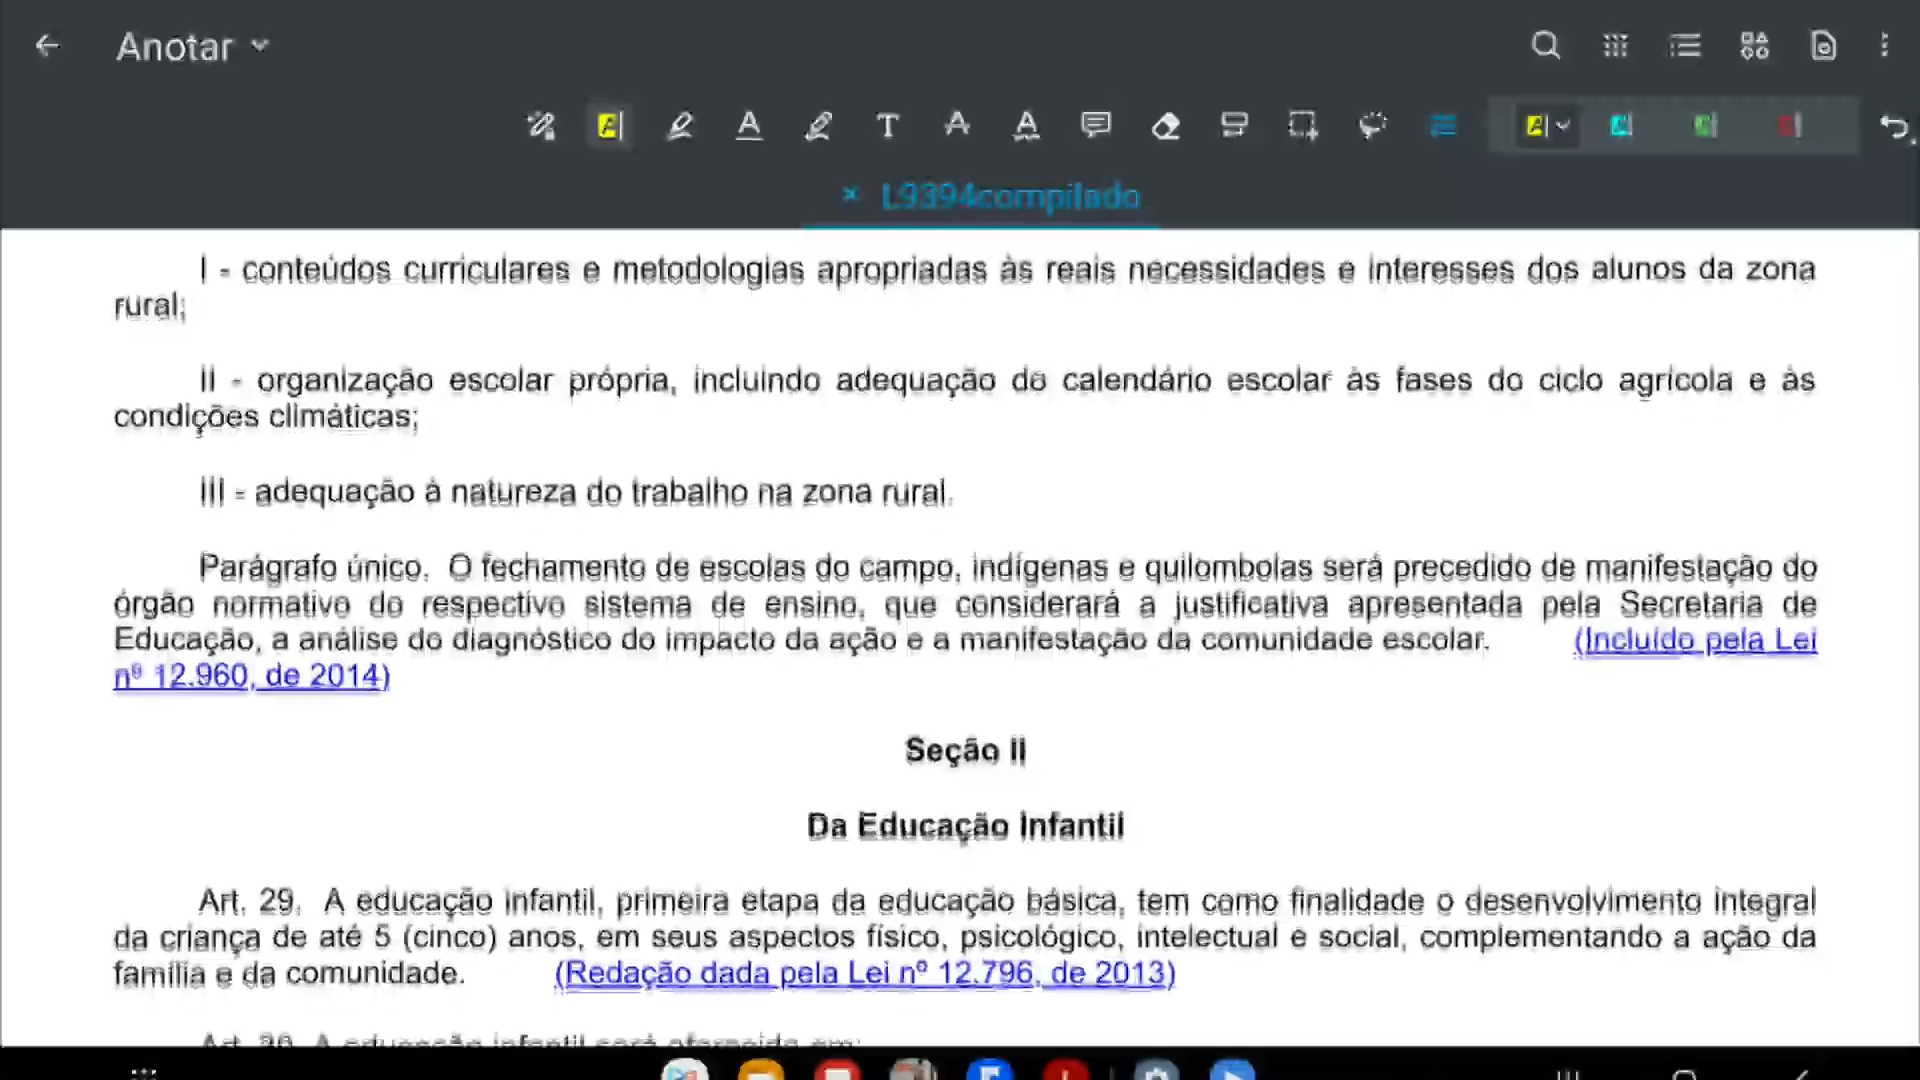 Anotar
L9394compilado
I - conteúdos curriculares e metodologias apropriadas às reais necessidades e interesses dos alunos da zona
rural;
II - organização escolar própria, incluindo adequação do calendário escolar às fases do ciclo agrícola e às
condições climáticas;
III - adequação à natureza do trabalho na zona rural.
Parágrafo único. O fechamento de escolas do campo, indígenas e quilombolas será precedido de manifestação do
órgão normativo do respectivo sistema de ensino, que considerará a justificativa apresentada pela Secretaria de
Educação, a análise do diagnóstico do impacto da ação e a manifestação da comunidade escolar. (Incluído pela Lei
nº 12.960, de 2014)
Seção II
Da Educação Infantil
Art. 29. A educação infantil, primeira etapa da educação básica, tem como finalidade o desenvolvimento integral
da criança de até 5 (cinco) anos, em seus aspectos físico, psicológico, intelectual e social, complementando a ação da
família e da comunidade. (Redação dada pela Lei nº 12.796, de 2013)
Art. 30. A educação infantil será oferecida em: